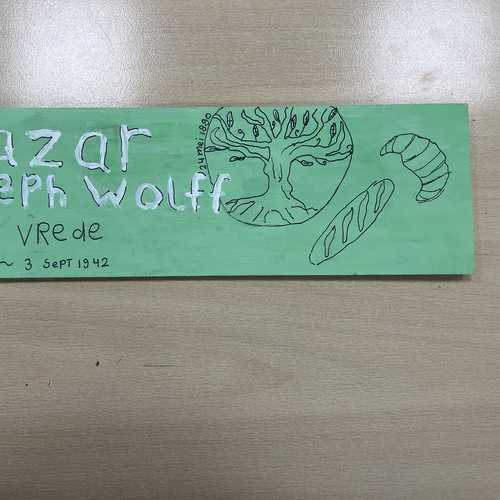 azar
eph Wolff
VRede
~ 3 SEPT 1942
24 mei 1890